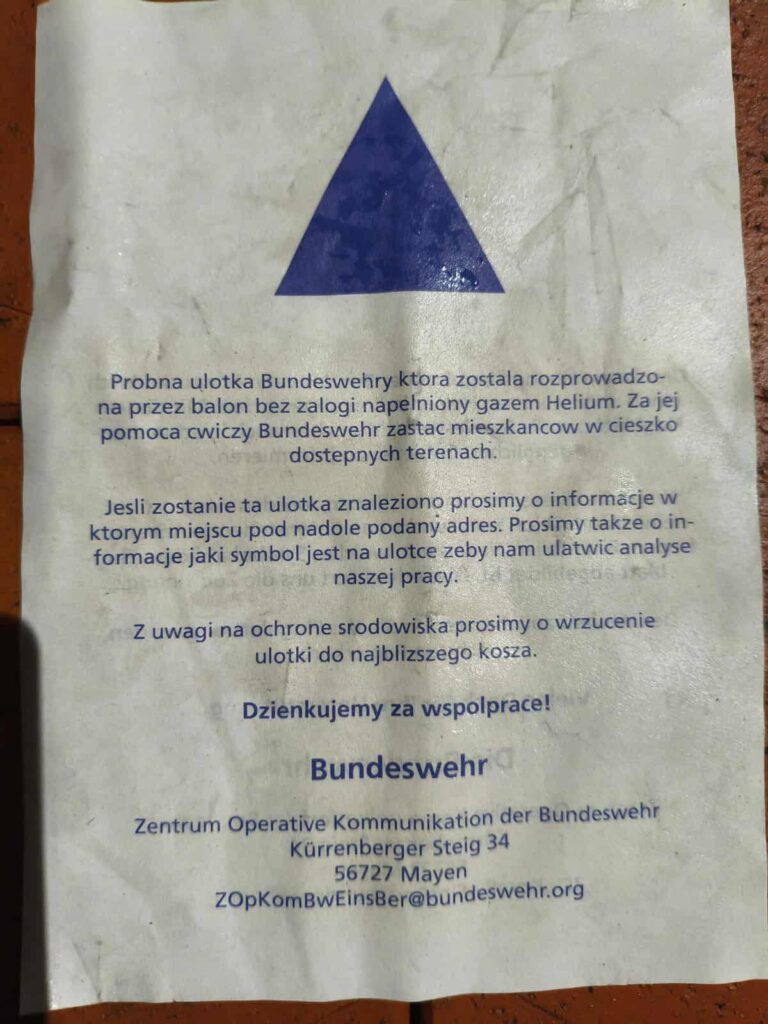 Probna ulotka Bundeswehry ktora zostala rozprowadzo-
na przez balon bez zalogi napelniony gazem Helium. Za jej
pomoca cwiczy Bundeswehr zastac mieszkancow w cieszko
dostepnych terenach.
Jesli zostanie ta ulotka znaleziono prosimy o informacje w
ktorym miejscu pod nadole podany adres. Prosimy takze o in-
formacje jaki symbol jest na ulotce zeby nam ulatwic analyse
naszej pracy.
Z uwagi na ochrone srodowiska prosimy o wrzucenie
ulotki do najblizszego kosza.
Dzienkujemy za wspolprace!
Bundeswehr
Zentrum Operative Kommunikation der Bundeswehr
Kürrenberger Steig 34
56727 Mayen
ZOpKomBwEinsBer@bundeswehr.org